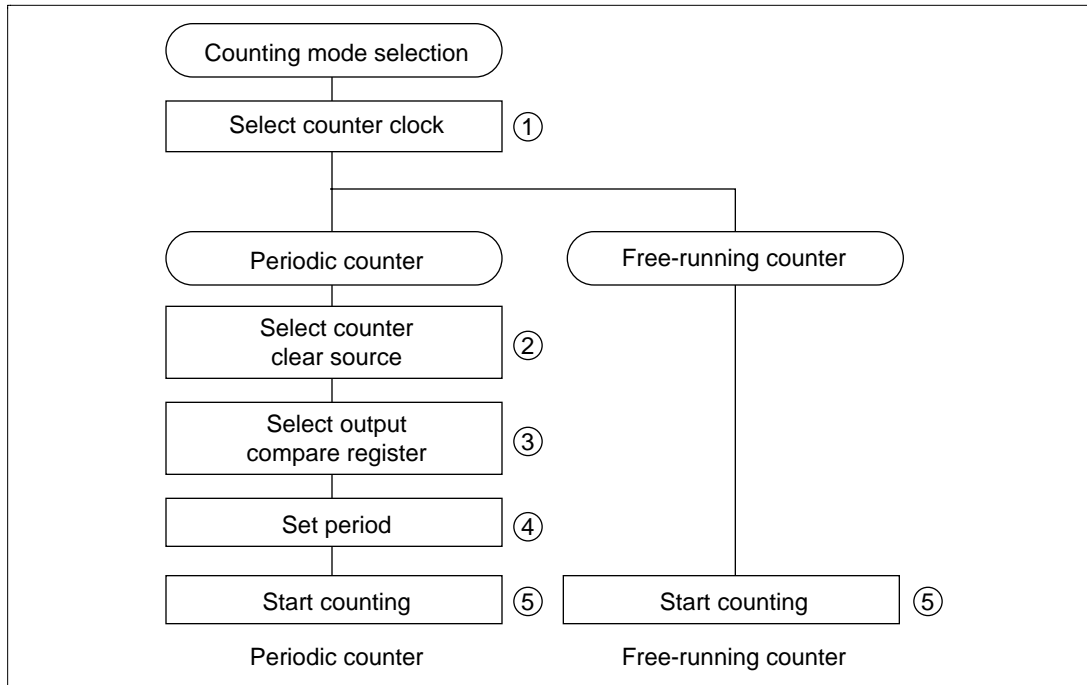 Counting mode selection
Select counter clock ①
Periodic counter
Free-running counter
Select counter
clear source ②
Select output
compare register ③
Set period ④
Start counting ⑤
Start counting ⑤
Periodic counter
Free-running counter